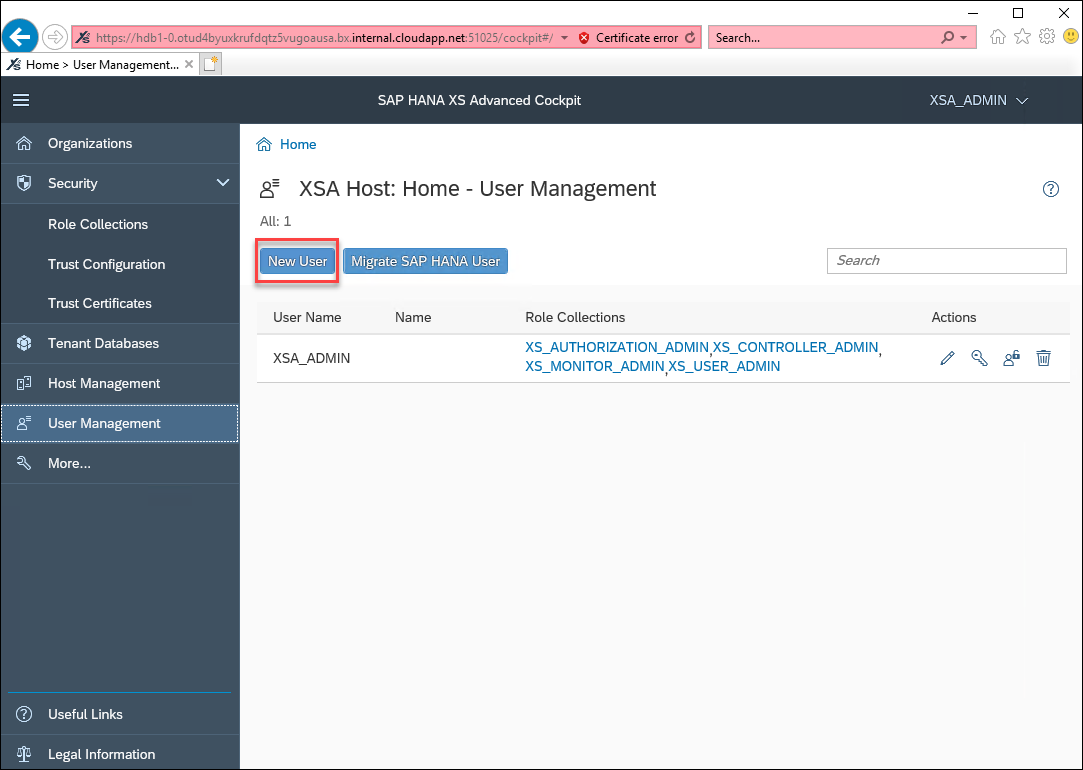 https://hdb1-0.otud4byuxkrufdqtz5vugoausa.bx.internal.cloudapp.net:51025/cockpit#/ Certificate error Search...
Home > User Management...
SAP HANA XS Advanced Cockpit XSA_ADMIN
Organizations
Security
Role Collections
Trust Configuration
Trust Certificates
Tenant Databases
Host Management
User Management
More...
Useful Links
Legal Information
Home
XSA Host: Home - User Management
All: 1
New User Migrate SAP HANA User Search
User Name Name Role Collections Actions
XSA_ADMIN XS_AUTHORIZATION_ADMIN,XS_CONTROLLER_ADMIN,
XS_MONITOR_ADMIN,XS_USER_ADMIN